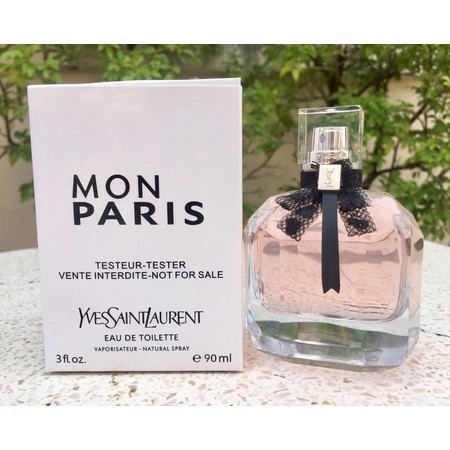 MON
PARIS
TESTEUR-TESTER
VENTE INTERDITE-NOT FOR SALE
YVESSAINTLAURENT
EAU DE TOILETTE
VAPORISATEUR - NATURAL SPRAY
3 fl.oz. e 90 ml
YSL